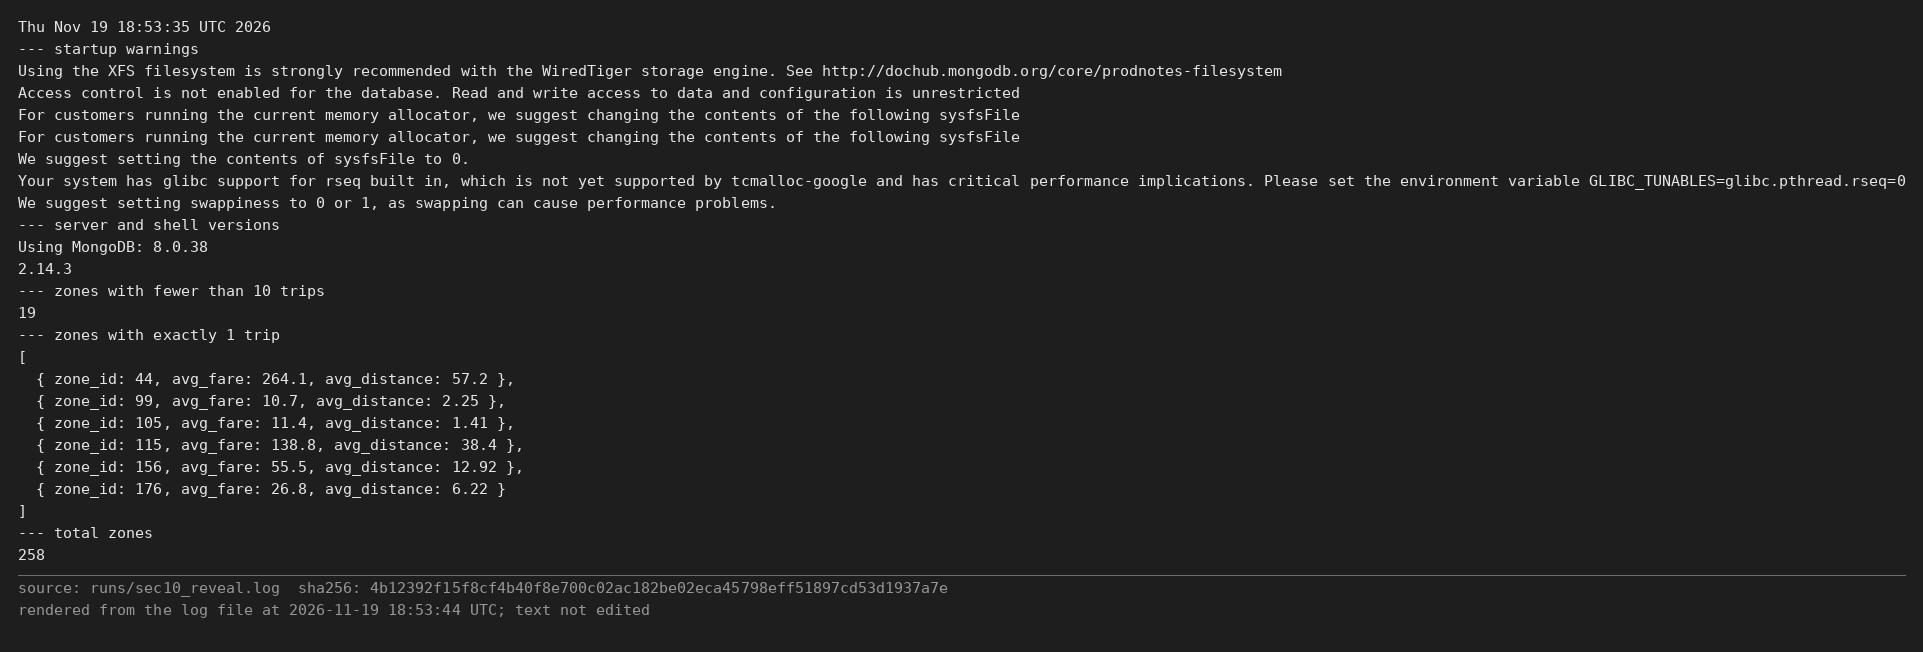 Thu Nov 19 18:53:35 UTC 2026
--- startup warnings
Using the XFS filesystem is strongly recommended with the WiredTiger storage engine. See http://dochub.mongodb.org/core/prodnotes-filesystem
Access control is not enabled for the database. Read and write access to data and configuration is unrestricted
For customers running the current memory allocator, we suggest changing the contents of the following sysfsFile
For customers running the current memory allocator, we suggest changing the contents of the following sysfsFile
We suggest setting the contents of sysfsFile to 0.
Your system has glibc support for rseq built in, which is not yet supported by tcmalloc-google and has critical performance implications. Please set the environment variable GLIBC_TUNABLES=glibc.pthread.rseq=0
We suggest setting swappiness to 0 or 1, as swapping can cause performance problems.
--- server and shell versions
Using MongoDB: 8.0.38
2.14.3
--- zones with fewer than 10 trips
19
--- zones with exactly 1 trip
[
  { zone_id: 44, avg_fare: 264.1, avg_distance: 57.2 },
  { zone_id: 99, avg_fare: 10.7, avg_distance: 2.25 },
  { zone_id: 105, avg_fare: 11.4, avg_distance: 1.41 },
  { zone_id: 115, avg_fare: 138.8, avg_distance: 38.4 },
  { zone_id: 156, avg_fare: 55.5, avg_distance: 12.92 },
  { zone_id: 176, avg_fare: 26.8, avg_distance: 6.22 }
]
--- total zones
258
source: runs/sec10_reveal.log  sha256: 4b12392f15f8cf4b40f8e700c02ac182be02eca45798eff51897cd53d1937a7e
rendered from the log file at 2026-11-19 18:53:44 UTC; text not edited